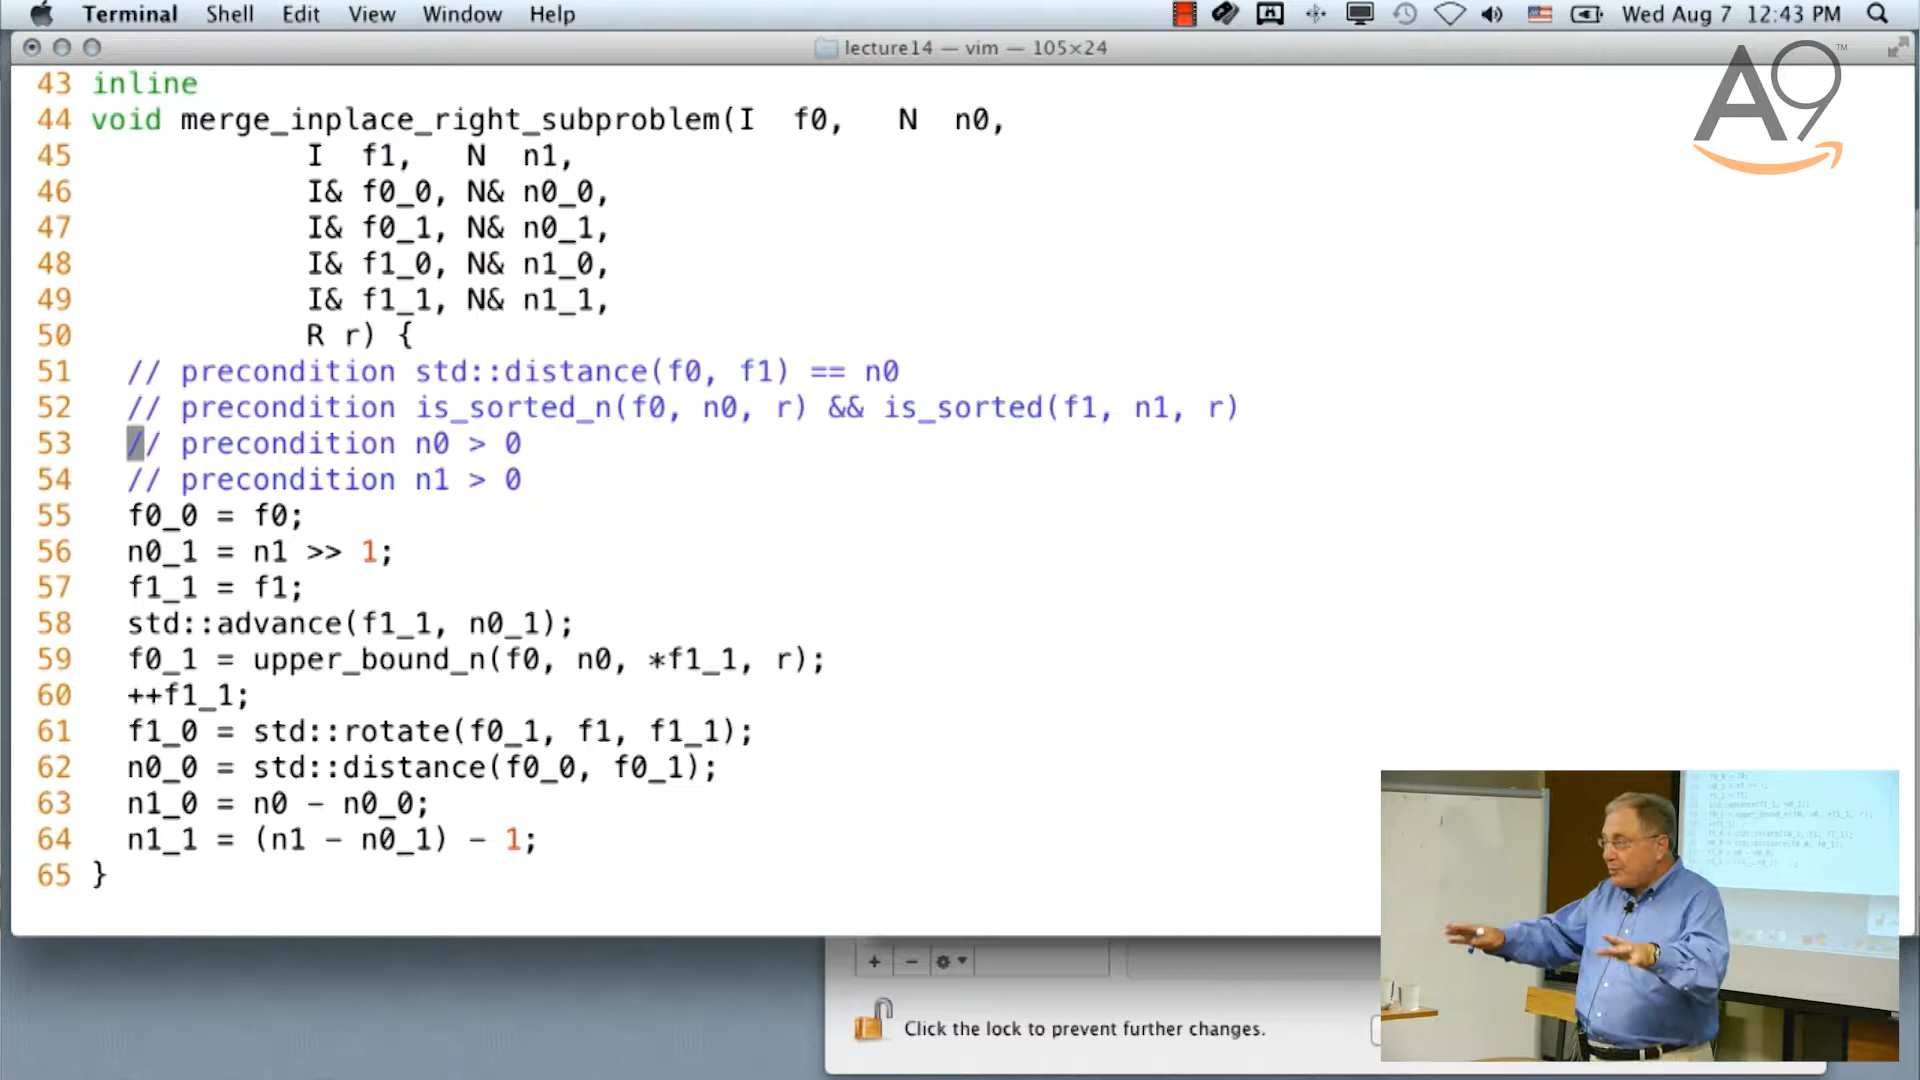 Terminal Shell Edit View Window Help
Wed Aug 7 12:43 PM
lecture14 — vim — 105×24
A9™
43 inline
44 void merge_inplace_right_subproblem(I f0, N n0,
45 I f1, N n1,
46 I& f0_0, N& n0_0,
47 I& f0_1, N& n0_1,
48 I& f1_0, N& n1_0,
49 I& f1_1, N& n1_1,
50 R r) {
51 // precondition std::distance(f0, f1) == n0
52 // precondition is_sorted_n(f0, n0, r) && is_sorted(f1, n1, r)
53 // precondition n0 > 0
54 // precondition n1 > 0
55 f0_0 = f0;
56 n0_1 = n1 >> 1;
57 f1_1 = f1;
58 std::advance(f1_1, n0_1);
59 f0_1 = upper_bound_n(f0, n0, *f1_1, r);
60 ++f1_1;
61 f1_0 = std::rotate(f0_1, f1, f1_1);
62 n0_0 = std::distance(f0_0, f0_1);
63 n1_0 = n0 - n0_0;
64 n1_1 = (n1 - n0_1) - 1;
65 }
Click the lock to prevent further changes.